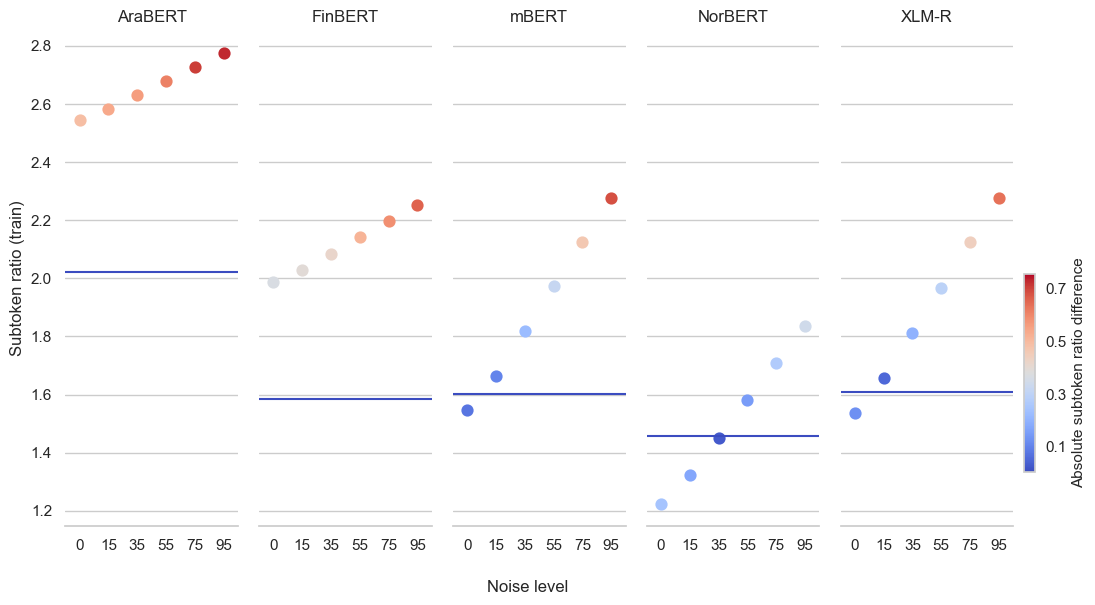 AraBERT FinBERT mBERT NorBERT XLM-R
Subtoken ratio (train)
2.8
2.6
2.4
2.2
2.0
1.8
1.6
1.4
1.2
0 15 35 55 75 95 0 15 35 55 75 95 0 15 35 55 75 95 0 15 35 55 75 95 0 15 35 55 75 95
Noise level
0.7
0.5
0.3
0.1
Absolute subtoken ratio difference